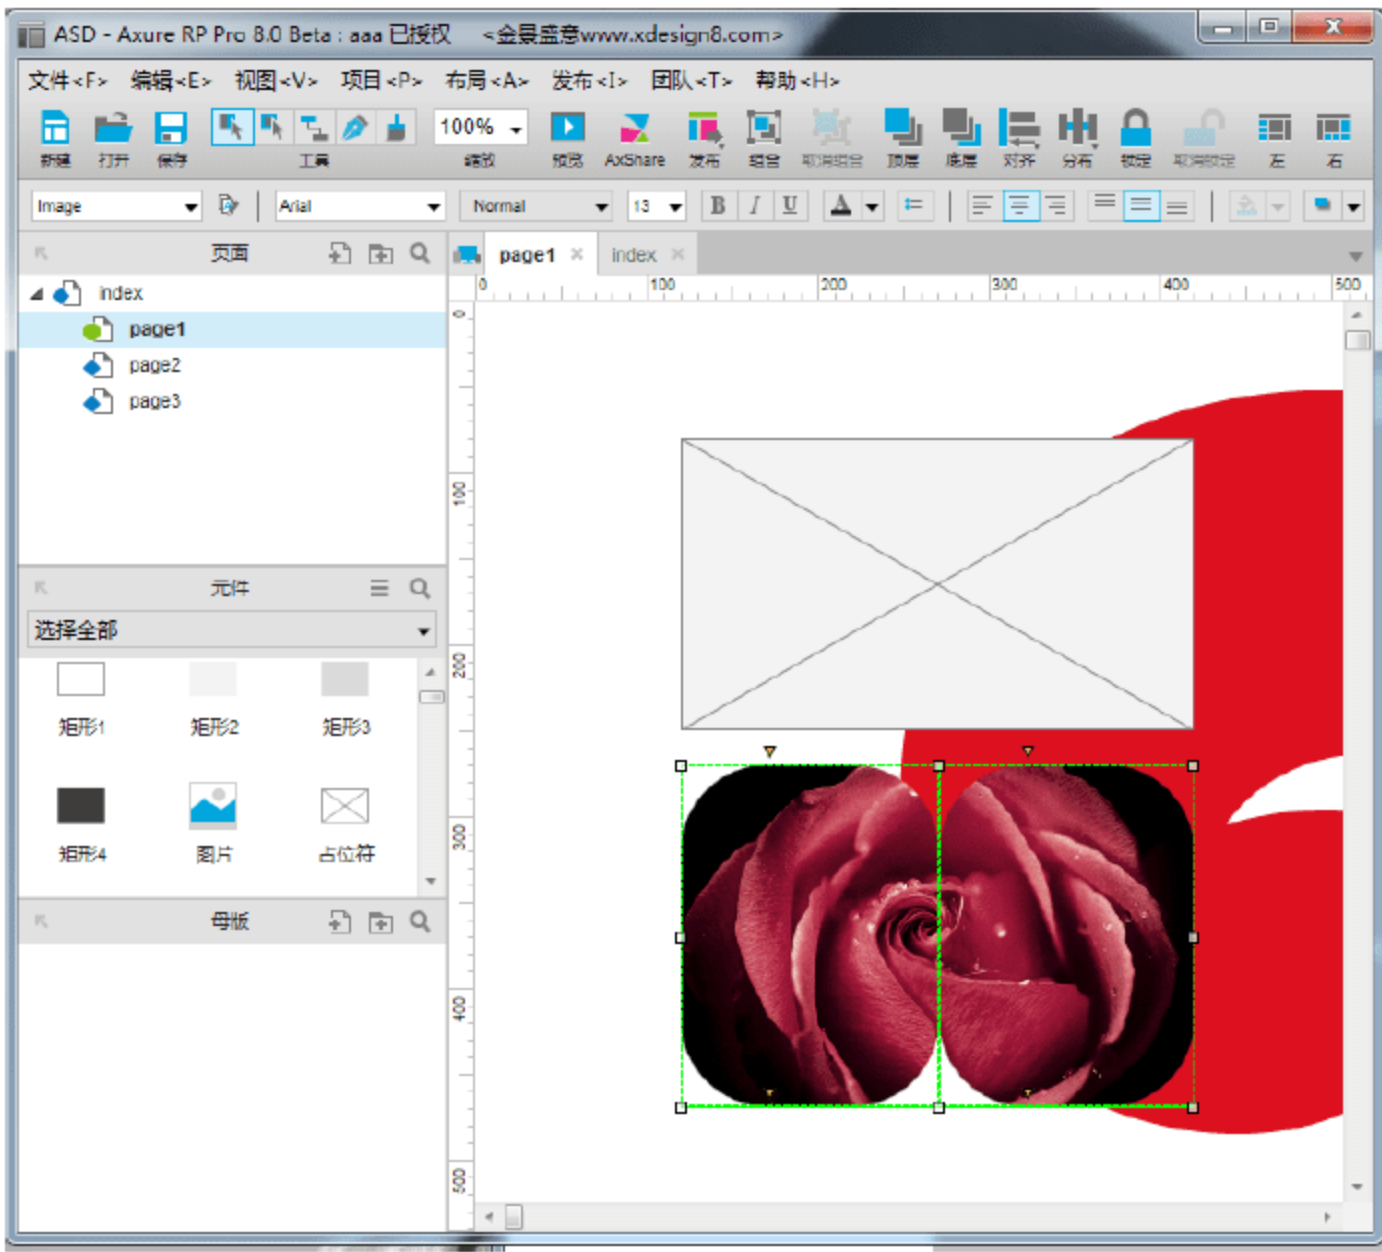 ASD - Axure RP Pro 8.0 Beta : aaa 已授权 <金景盛意www.xdesign8.com>
文件<F> 编辑<E> 视图<V> 项目<P> 布局<A> 发布<I> 团队<T> 帮助<H>
100%
新建 打开 保存 工具 缩放 预览 AxShare 发布 组合 取消组合 顶层 底层 对齐 分布 锁定 取消锁定 左 右
Image Arial Normal 13 B I U A
页面 page1 index
0 100 200 300 400 500
index
page1
page2
page3
元件
选择全部
矩形1 矩形2 矩形3
矩形4 图片 占位符
母版
0
100
200
300
400
500